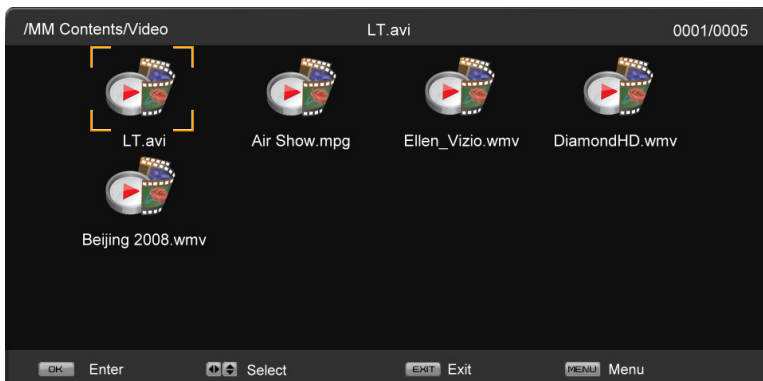 /MM Contents/Video LT.avi 0001/0005
LT.avi Air Show.mpg Ellen_Vizio.wmv DiamondHD.wmv
Beijing 2008.wmv
OK Enter Select EXIT Exit MENU Menu